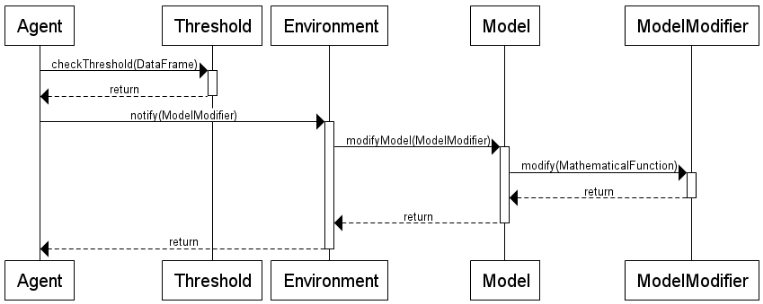 Agent Threshold Environment Model ModelModifier
checkThreshold(DataFrame)
return
notify(ModelModifier)
modifyModel(ModelModifier)
modify(MathematicalFunction)
return
return
return
Agent Threshold Environment Model ModelModifier